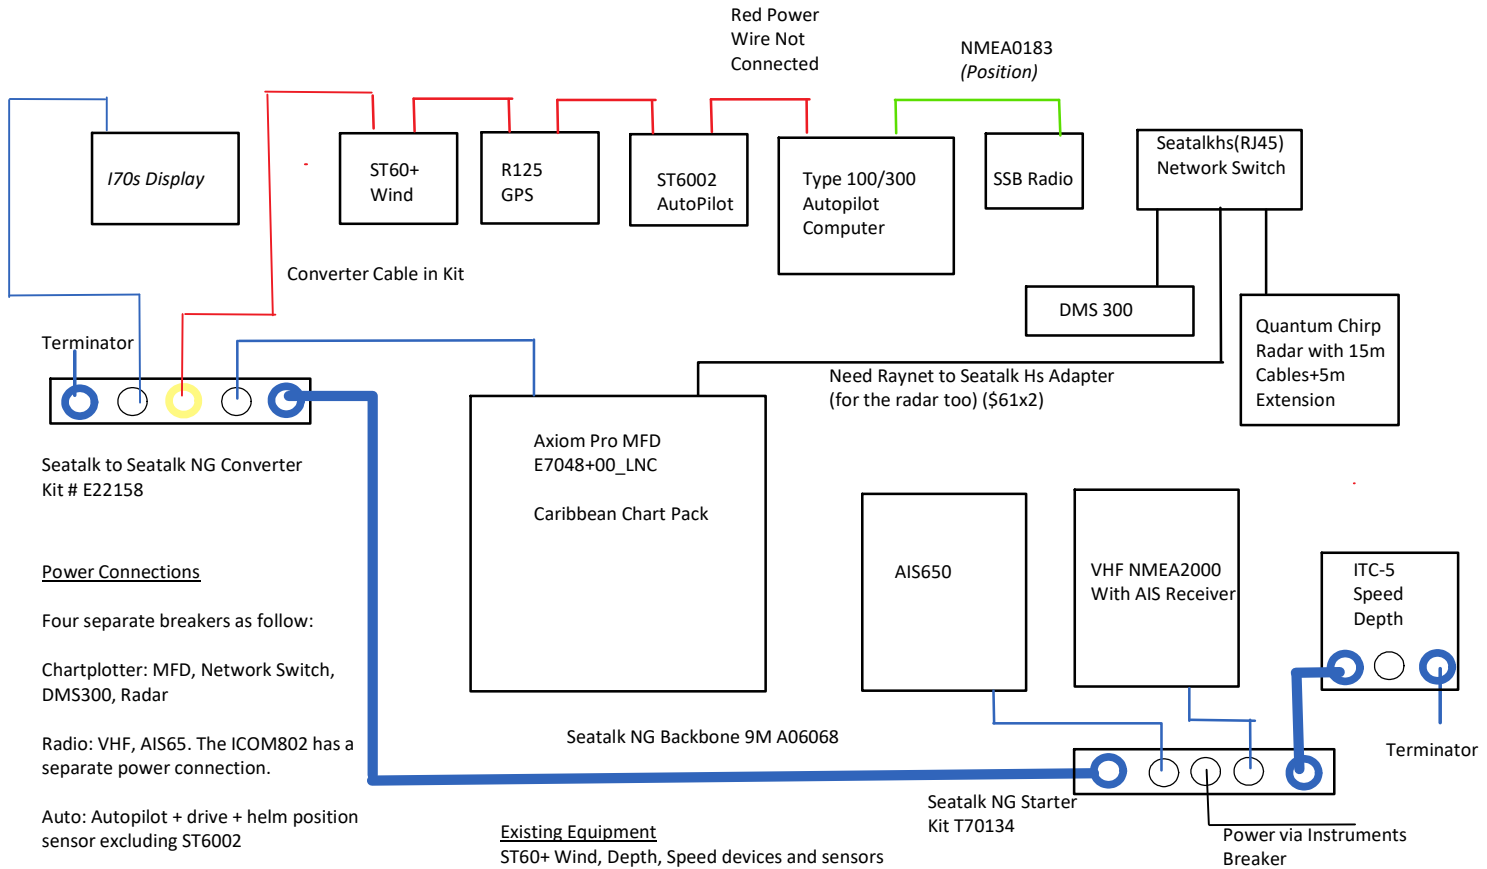 Red Power
Wire Not
Connected
NMEA0183
(Position)
I70s Display
ST60+
Wind
R125
GPS
ST6002
AutoPilot
Type 100/300
Autopilot
Computer
SSB Radio
Seatalkhs(RJ45)
Network Switch
Converter Cable in Kit
DMS 300
Quantum Chirp
Radar with 15m
Cables+5m
Extension
Terminator
Need Raynet to Seatalk Hs Adapter
(for the radar too) ($61x2)
Seatalk to Seatalk NG Converter
Kit # E22158
Axiom Pro MFD
E7048+00_LNC
Caribbean Chart Pack
AIS650
VHF NMEA2000
With AIS Receiver
ITC-5
Speed
Depth
Power Connections
Four separate breakers as follow:
Chartplotter: MFD, Network Switch,
DMS300, Radar
Radio: VHF, AIS65. The ICOM802 has a
separate power connection.
Auto: Autopilot + drive + helm position
sensor excluding ST6002
Seatalk NG Backbone 9M A06068
Terminator
Seatalk NG Starter
Kit T70134
Power via Instruments
Breaker
Existing Equipment
ST60+ Wind, Depth, Speed devices and sensors